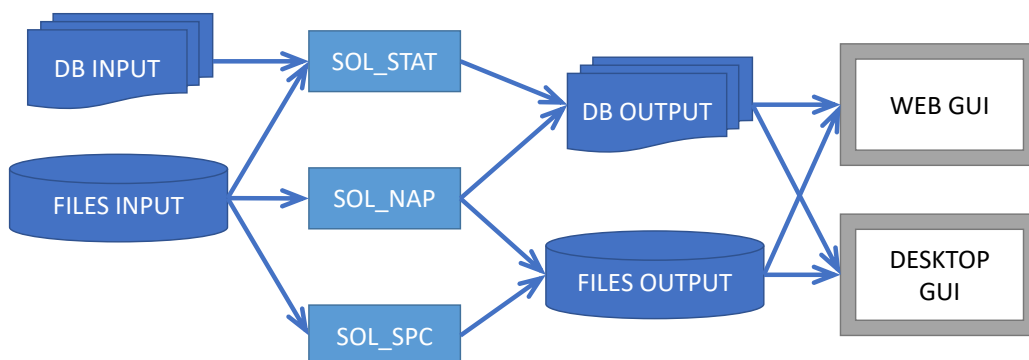 DB INPUT
FILES INPUT
SOL_STAT
SOL_NAP
SOL_SPC
DB OUTPUT
FILES OUTPUT
WEB GUI
DESKTOP
GUI